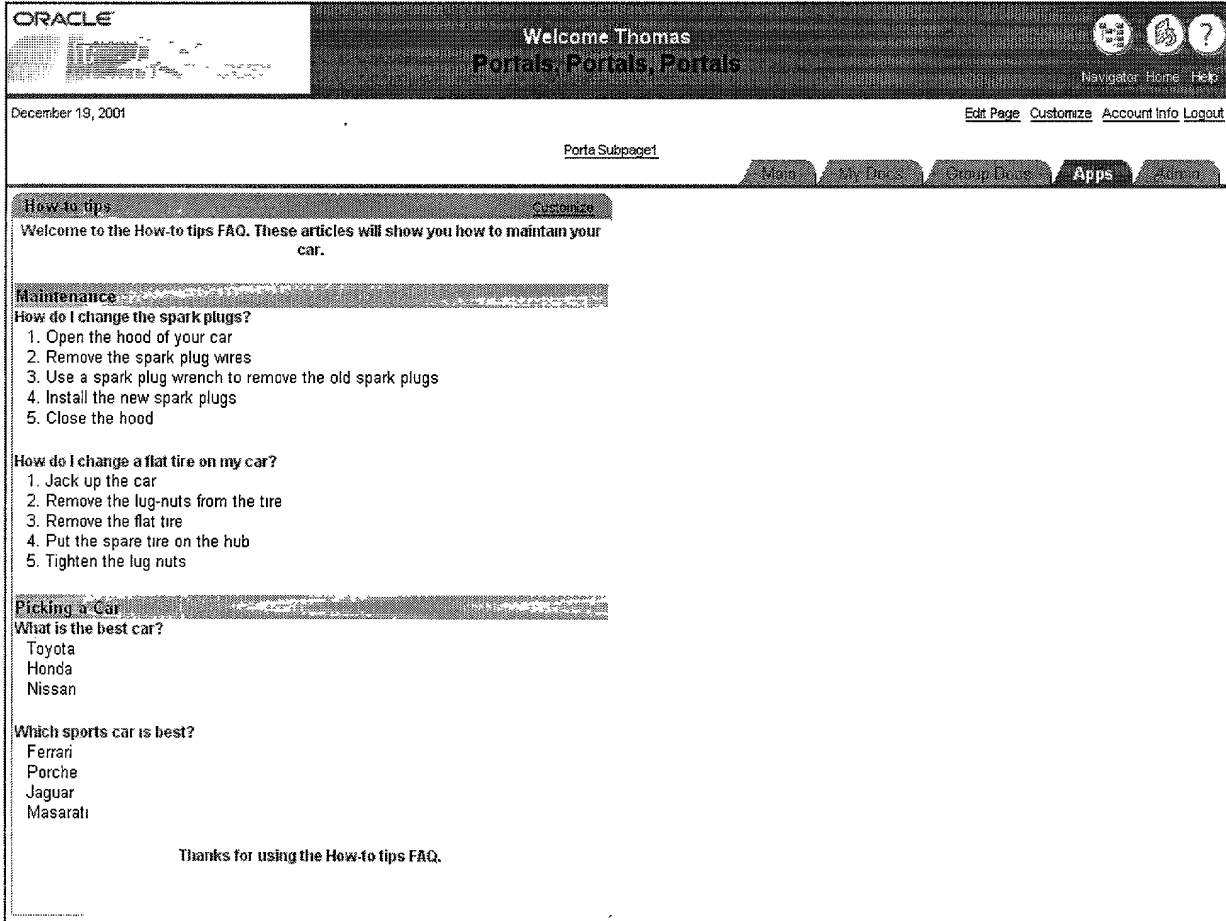 ORACLE
Welcome Thomas
Portals, Portals, Portals
Navigator Home Help
December 19, 2001
Edit Page Customize Account Info Logout
Porta Subpage1
Main My Docs Group Docs Apps Admin
How-to tips Customize
Welcome to the How-to tips FAQ. These articles will show you how to maintain your
car.
Maintenance
How do I change the spark plugs?
1. Open the hood of your car
2. Remove the spark plug wires
3. Use a spark plug wrench to remove the old spark plugs
4. Install the new spark plugs
5. Close the hood
How do I change a flat tire on my car?
1. Jack up the car
2. Remove the lug-nuts from the tire
3. Remove the flat tire
4. Put the spare tire on the hub
5. Tighten the lug nuts
Picking a Car
What is the best car?
Toyota
Honda
Nissan
Which sports car is best?
Ferrari
Porche
Jaguar
Masarati
Thanks for using the How-to tips FAQ.